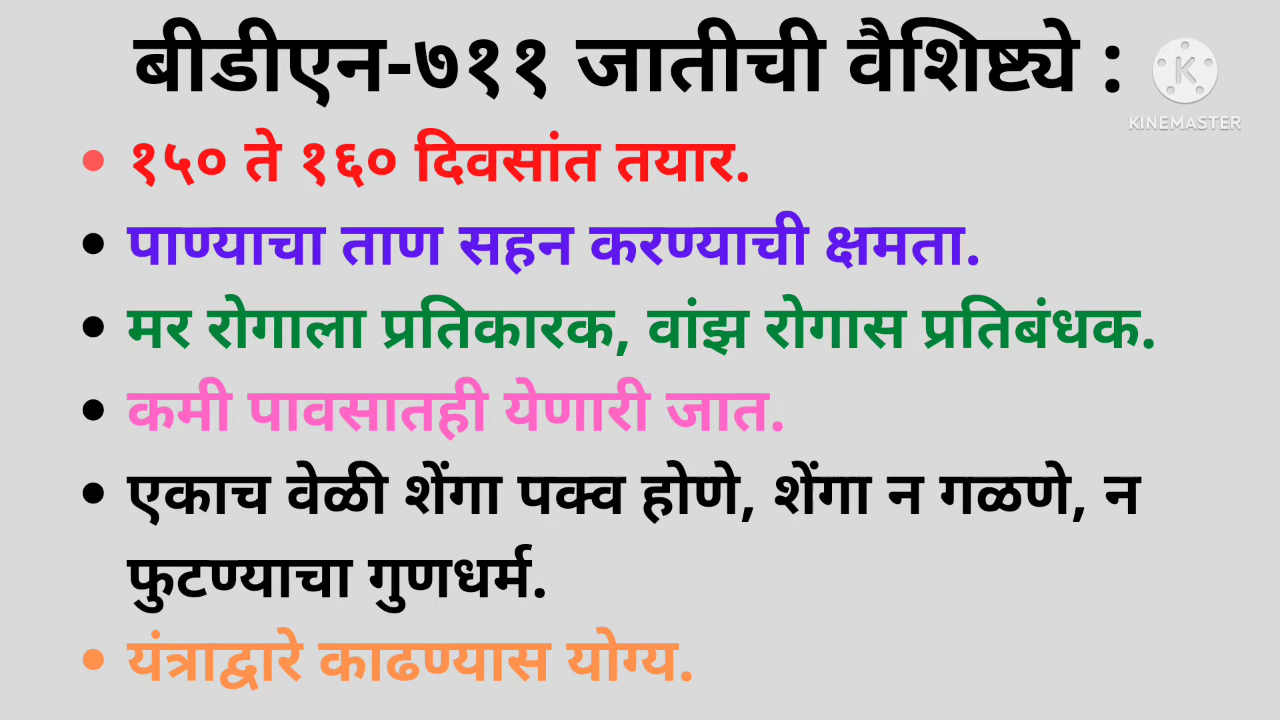 बीडीएन-७११ जातीची वैशिष्ट्ये :
KINEMASTER
• १५० ते १६० दिवसांत तयार.
• पाण्याचा ताण सहन करण्याची क्षमता.
• मर रोगाला प्रतिकारक, वांझ रोगास प्रतिबंधक.
• कमी पावसातही येणारी जात.
• एकाच वेळी शेंगा पक्व होणे, शेंगा न गळणे, न
फुटण्याचा गुणधर्म.
• यंत्राद्वारे काढण्यास योग्य.